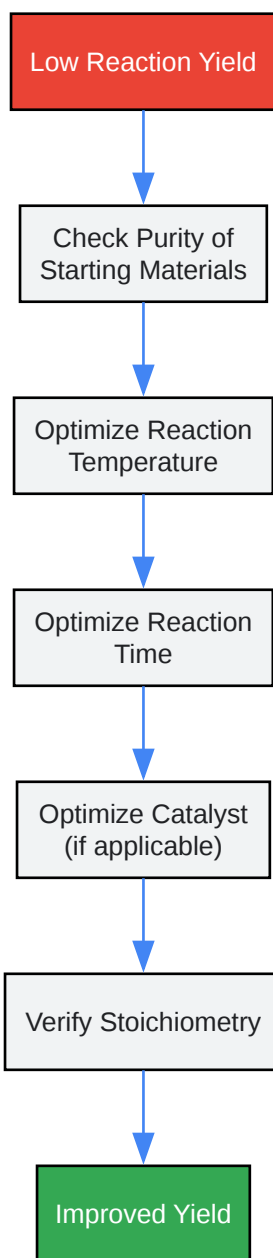 Low Reaction Yield
Check Purity of
Starting Materials
Optimize Reaction
Temperature
Optimize Reaction
Time
Optimize Catalyst
(if applicable)
Verify Stoichiometry
Improved Yield